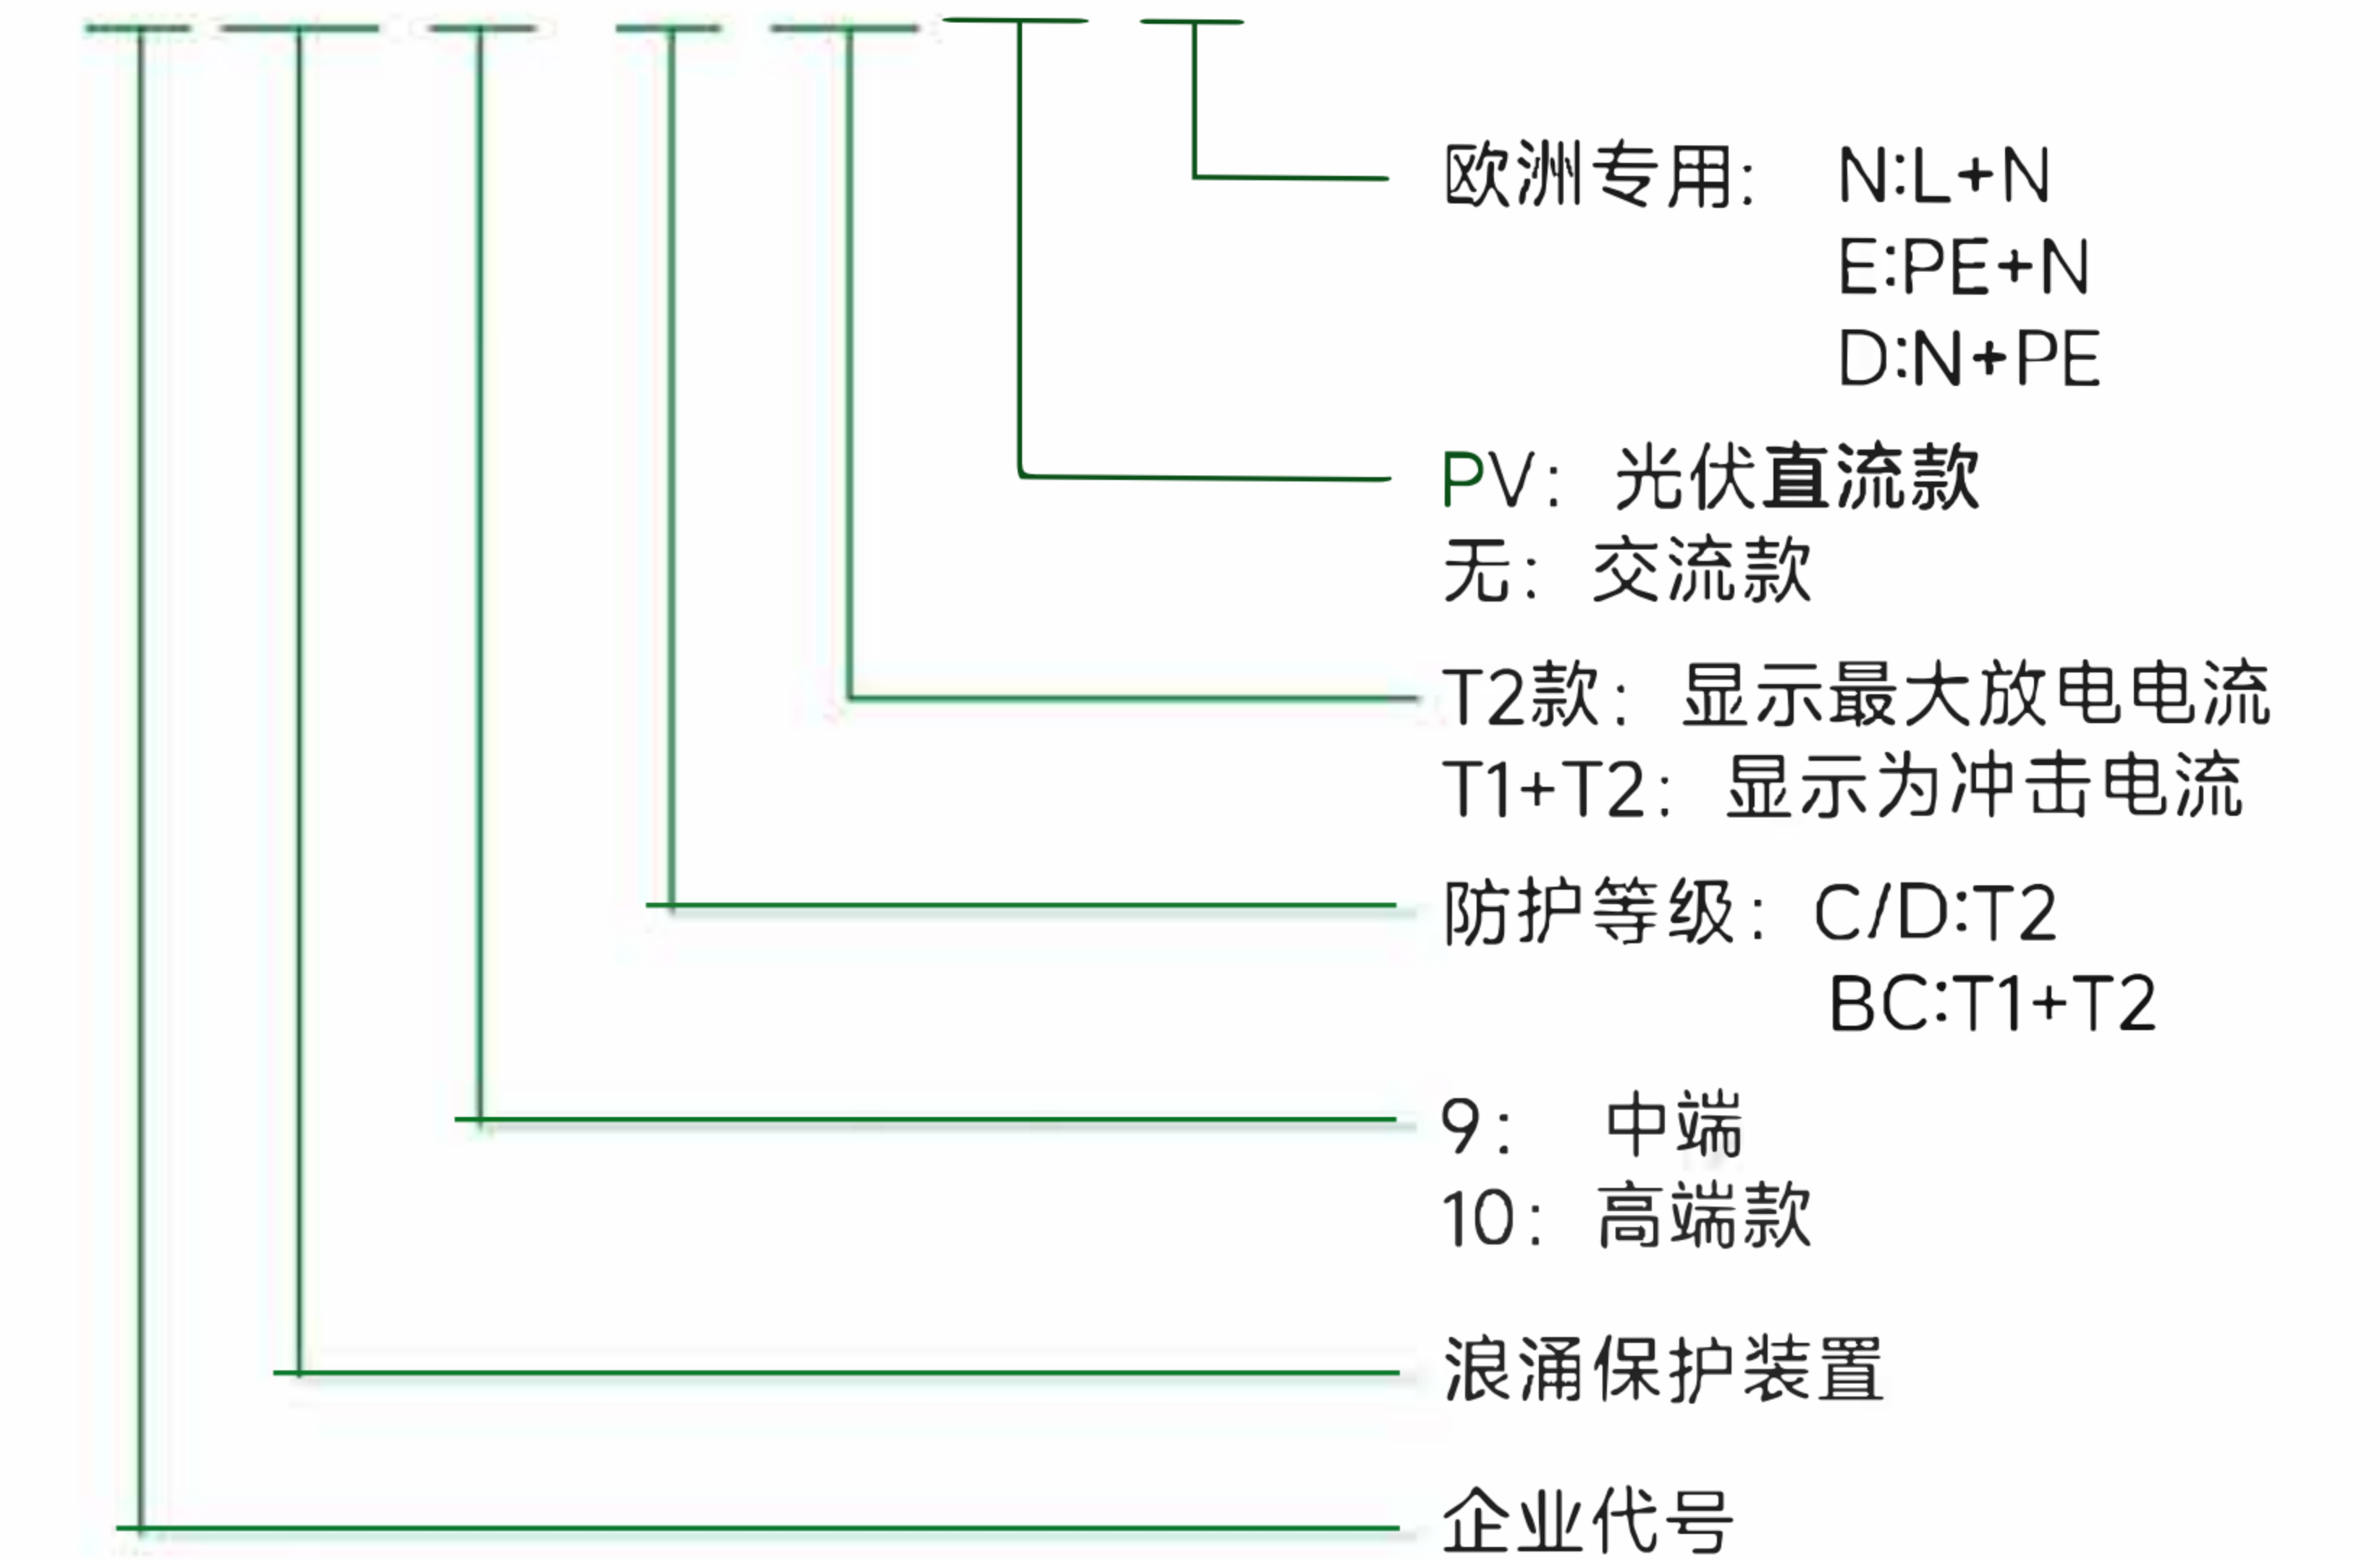 欧洲专用： N:L+N
E:PE+N
D:N+PE
PV：光伏直流款
无：交流款
T2款：显示最大放电电流
T1+T2：显示为冲击电流
防护等级：C/D:T2
BC:T1+T2
9： 中端
10：高端款
浪涌保护装置
企业代号